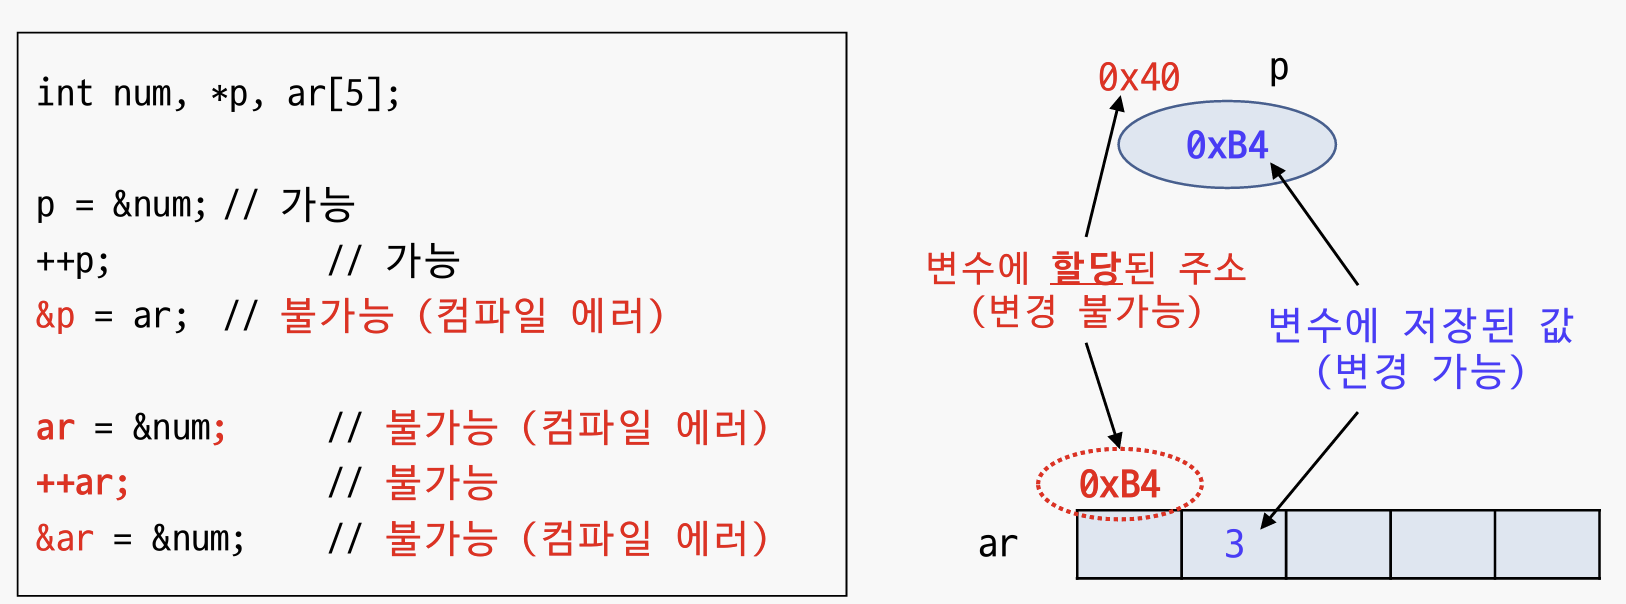 int num, *p, ar[5];
p = &num; // 가능
++p; // 가능
&p = ar; // 불가능 (컴파일 에러)
ar = &num; // 불가능 (컴파일 에러)
++ar; // 불가능
&ar = &num; // 불가능 (컴파일 에러)
0x40
p
0xB4
변수에 할당된 주소
(변경 불가능)
변수에 저장된 값
(변경 가능)
0xB4
ar
3